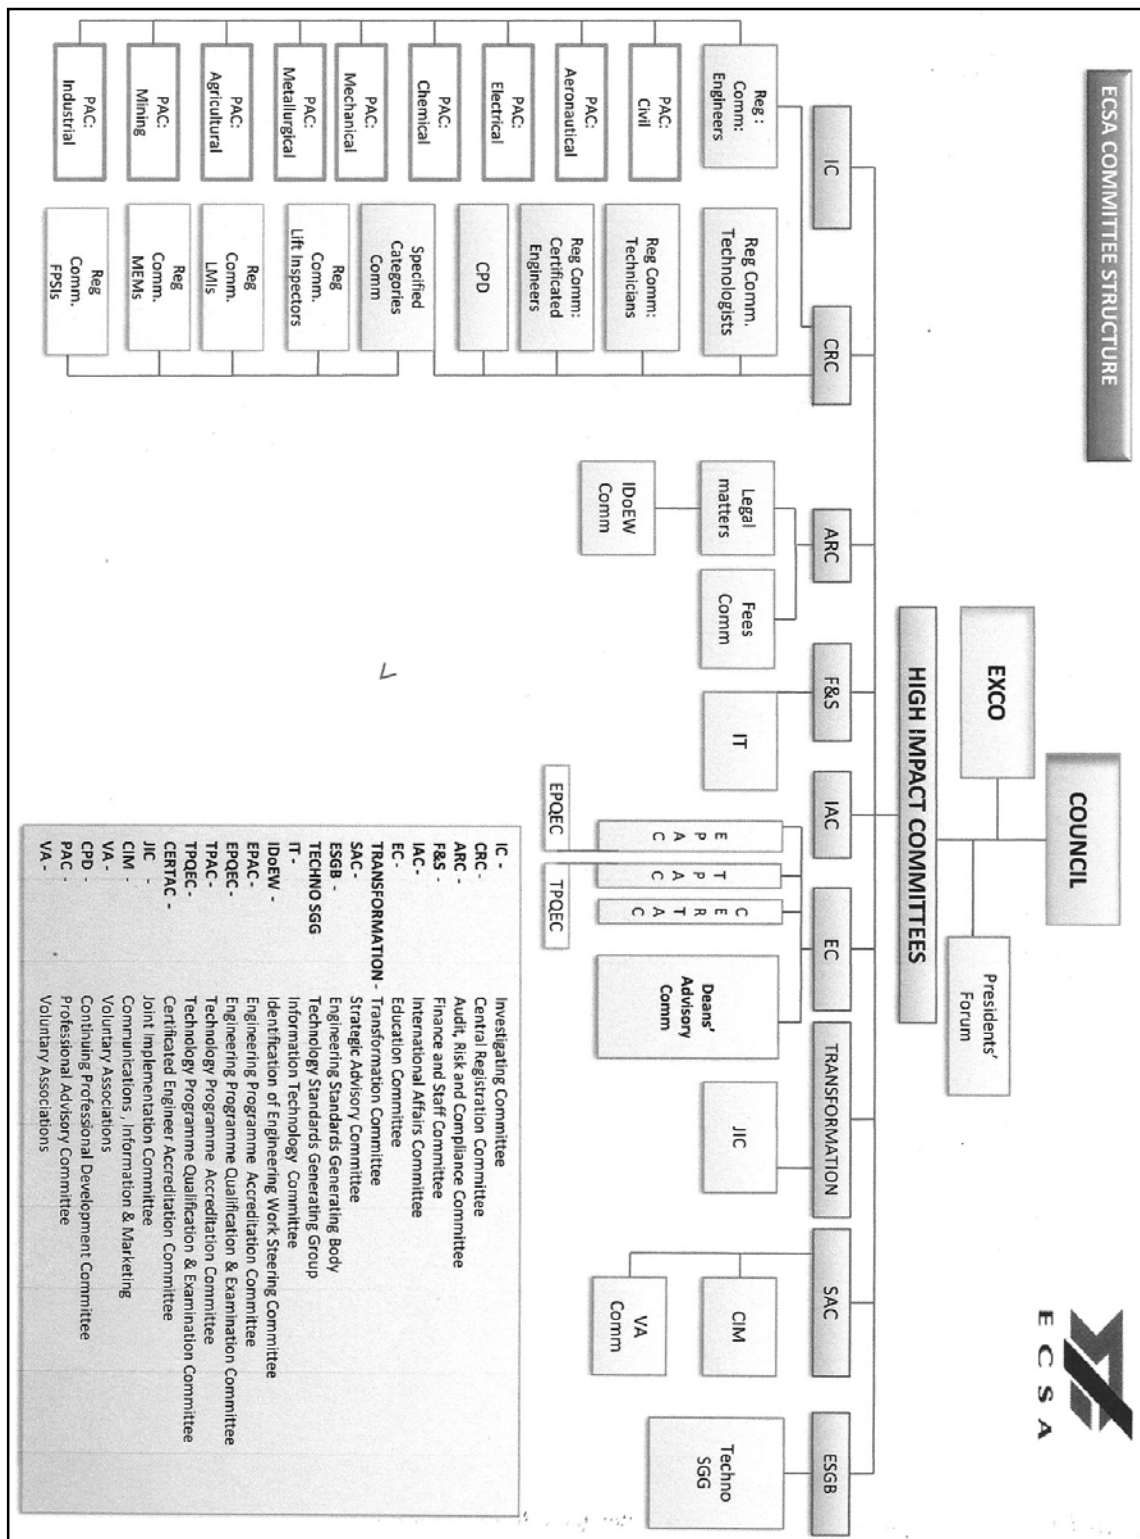 ECSA COMMITTEE STRUCTURE
ECSA
COUNCIL
EXCO
Presidents'
Forum
HIGH IMPACT COMMITTEES
IC
CRC
ARC
F&S
IAC
EC
TRANSFORMATION
SAC
ESGB
Reg :
Comm:
Engineers
PAC:
Civil
PAC:
Aeronautical
PAC:
Electrical
PAC:
Chemical
PAC:
Mechanical
PAC:
Metallurgical
PAC:
Agricultural
PAC:
Mining
PAC:
Industrial
Reg Comm.
Technologists
Reg Comm:
Technicians
Reg Comm:
Certificated
Engineers
CPD
Specified
Categories
Comm
Reg
Comm.
Lift Inspectors
Reg
Comm.
LMIs
Reg
Comm.
MEMs
Reg
Comm.
FPSIs
Legal
matters
IDoEW
Comm
Fees
Comm
IT
E
P
A
C
T
P
A
C
C
E
R
T
A
C
EPQEC
TPQEC
Deans'
Advisory
Comm
JIC
CIM
VA
Comm
Techno
SGG
IC - Investigating Committee
CRC- Central Registration Committee
ARC - Audit, Risk and Compliance Committee
F&S - Finance and Staff Committee
IAC- International Affairs Committee
EC - Education Committee
TRANSFORMATION - Transformation Committee
SAC - Strategic Advisory Committee
ESGB - Engineering Standards Generating Body
TECHNO SGG Technology Standards Generating Group
IT - Information Technology Committee
IDoEW - Identification of Engineering Work Steering Committee
EPAC - Engineering Programme Accreditation Committee
EPQEC - Engineering Programme Qualification & Examination Committee
TPAC - Technology Programme Accreditation Committee
TPQEC - Technology Programme Qualification & Examination Committee
CERTAC - Certificated Engineer Accreditation Committee
JIC - Joint Implementation Committee
CIM - Communications , Information & Marketing
VA - Voluntary Associations
CPD - Continuing Professional Development Committee
PAC - Professional Advisory Committee
VA - Voluntary Associations